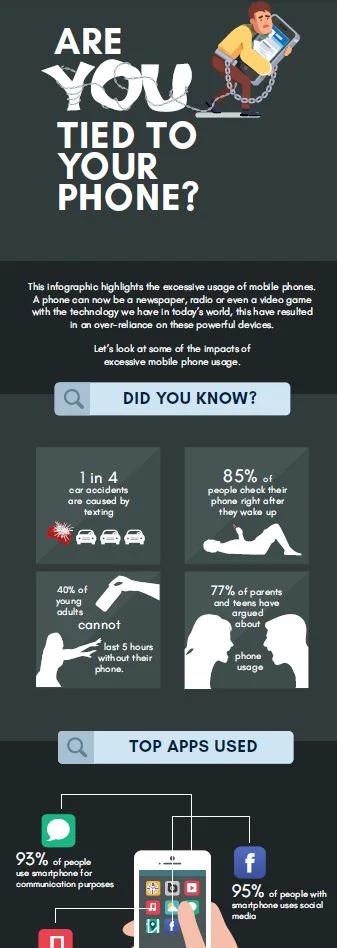 ARE
YOU
TIED TO
YOUR
PHONE?
This infographic highlights the excessive usage of mobile phones.
A phone can now be a newspaper, radio or even a video game
with the technology we have in today's world, this have resulted
in an over-reliance on these powerful devices.
Let's look at some of the impacts of
excessive mobile phone usage.
DID YOU KNOW?
1 in 4
car accidents
are caused by
texting
85% of
people check their
phone right after
they wake up
40% of
young
adults
cannot
last 5 hours
without their
phone.
77% of parents
and teens have
argued
about
phone
usage
TOP APPS USED
93% of people
use smartphone for
communication purposes
f
95% of people with
smartphone uses social
media
f